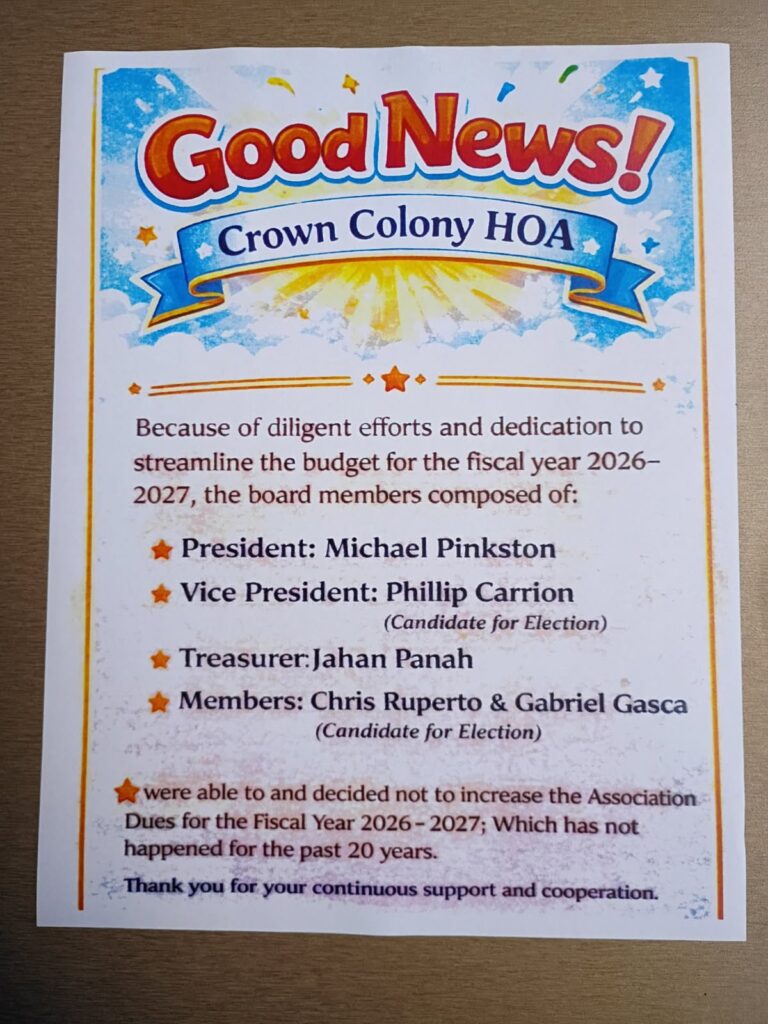 Good News!
Crown Colony HOA
Because of diligent efforts and dedication to
streamline the budget for the fiscal year 2026–
2027, the board members composed of:
President: Michael Pinkston
Vice President: Phillip Carrion
(Candidate for Election)
Treasurer:Jahan Panah
Members: Chris Ruperto & Gabriel Gasca
(Candidate for Election)
were able to and decided not to increase the Association
Dues for the Fiscal Year 2026–2027; Which has not
happened for the past 20 years.
Thank you for your continuous support and cooperation.